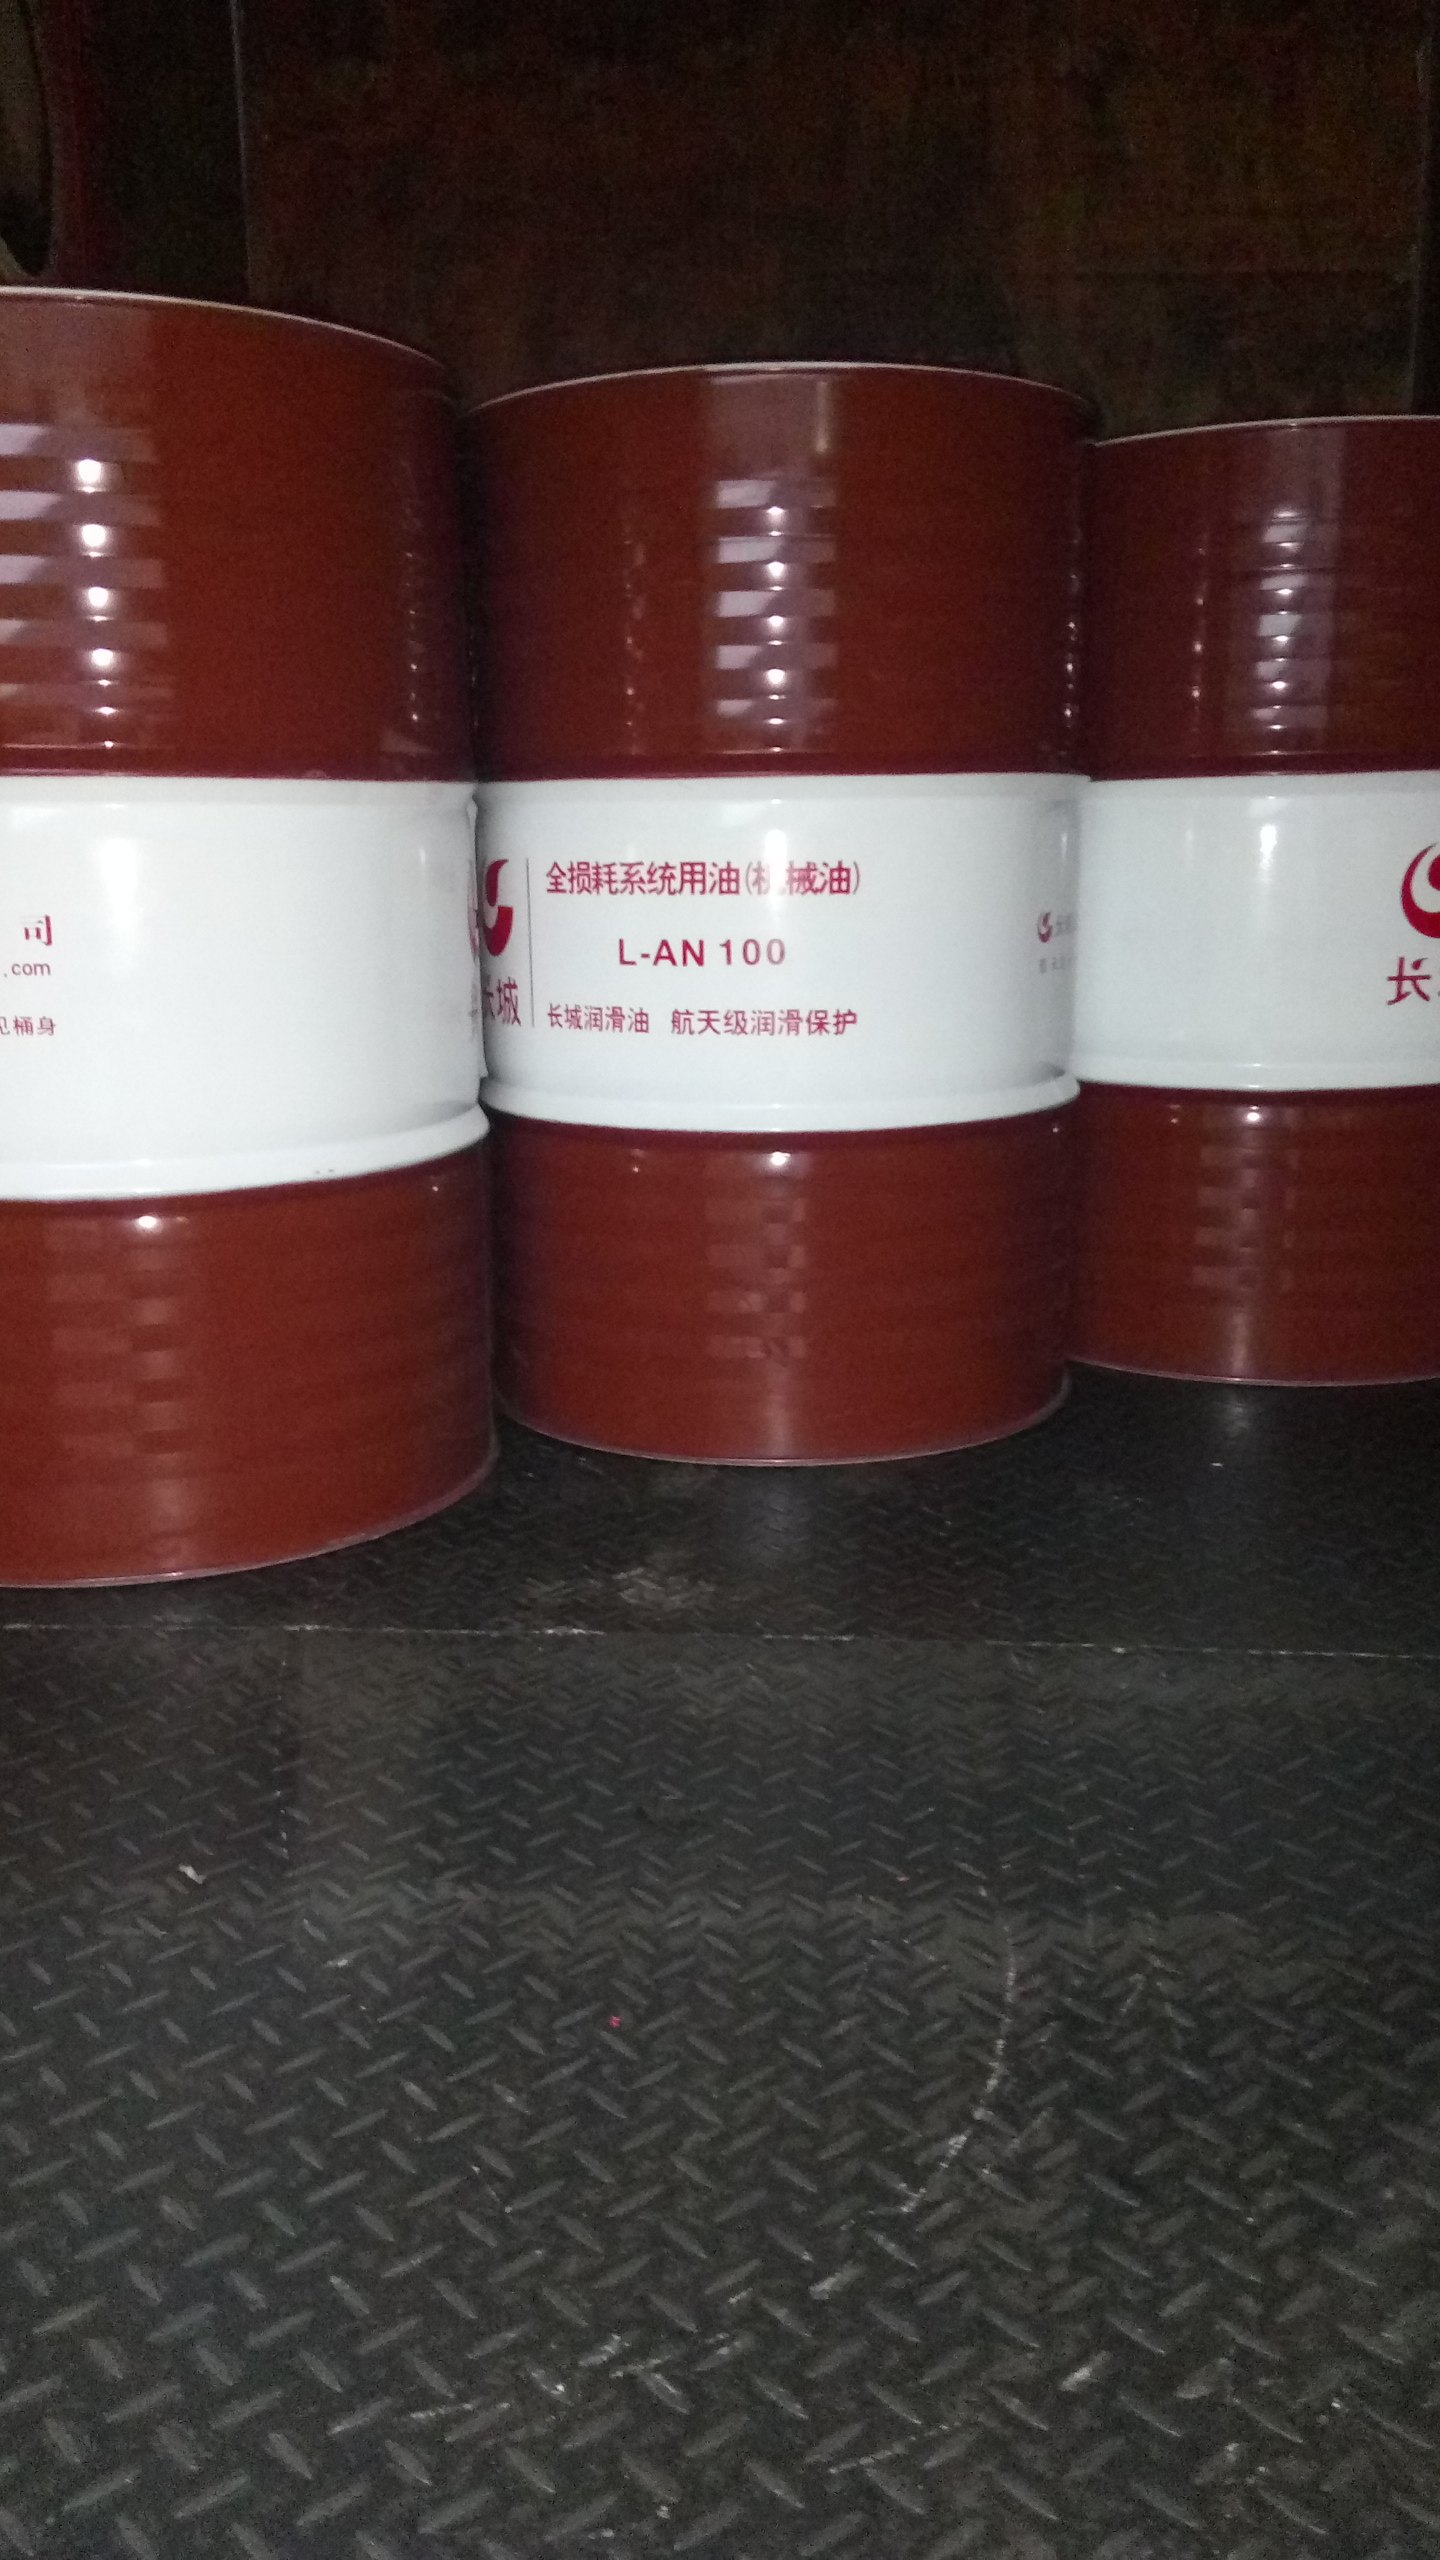 司
.com
桶身
长城
全损耗系统用油(机械油)
L-AN 100
长城润滑油 航天级润滑保护
长